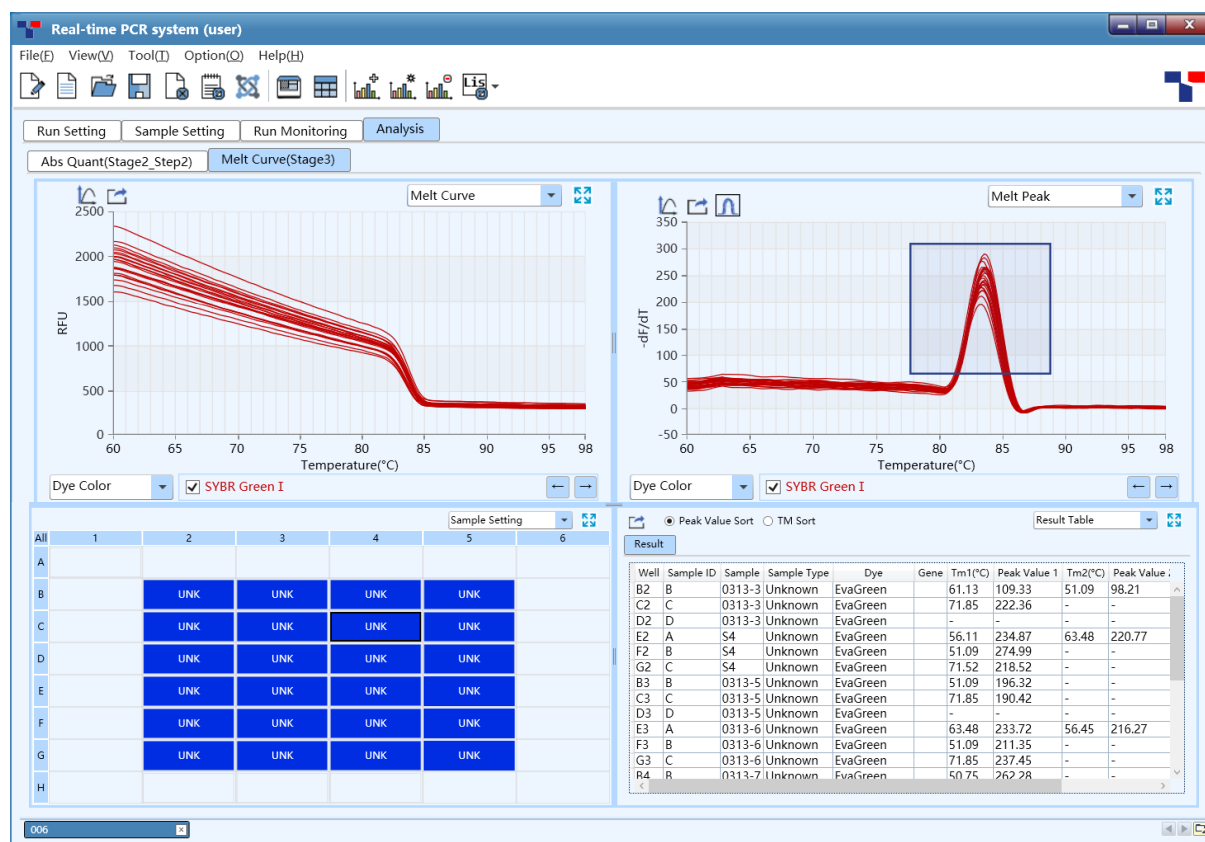 Real-time PCR system (user)
File(F) View(V) Tool(T) Option(O) Help(H)
Lis
Run Setting Sample Setting Run Monitoring Analysis
Abs Quant(Stage2_Step2) Melt Curve(Stage3)
Melt Curve
2500
2000
1500
1000
500
0
RFU
60 65 70 75 80 85 90 95 98
Temperature(°C)
Dye Color SYBR Green I ← →
Melt Peak
350
300
250
200
150
100
50
0
-50
-dF/dT
60 65 70 75 80 85 90 95 98
Temperature(°C)
Dye Color SYBR Green I ← →
Sample Setting
All 1 2 3 4 5 6
A
B UNK UNK UNK UNK
C UNK UNK UNK UNK
D UNK UNK UNK UNK
E UNK UNK UNK UNK
F UNK UNK UNK UNK
G UNK UNK UNK UNK
H
Peak Value Sort TM Sort Result Table
Result
Well Sample ID Sample Sample Type Dye Gene Tm1(°C) Peak Value 1 Tm2(°C) Peak Value
B2 B 0313-3 Unknown EvaGreen 61.13 109.33 51.09 98.21
C2 C 0313-3 Unknown EvaGreen 71.85 222.36 - -
D2 D 0313-3 Unknown EvaGreen - - - -
E2 A S4 Unknown EvaGreen 56.11 234.87 63.48 220.77
F2 B S4 Unknown EvaGreen 51.09 274.99 - -
G2 C S4 Unknown EvaGreen 71.52 218.52 - -
B3 B 0313-5 Unknown EvaGreen 51.09 196.32 - -
C3 C 0313-5 Unknown EvaGreen 71.85 190.42 - -
D3 D 0313-5 Unknown EvaGreen - - - -
E3 A 0313-6 Unknown EvaGreen 63.48 233.72 56.45 216.27
F3 B 0313-6 Unknown EvaGreen 51.09 211.35 - -
G3 C 0313-6 Unknown EvaGreen 71.85 237.45 - -
B4 B 0313-7 Unknown EvaGreen 50.75 262.28 - -
006